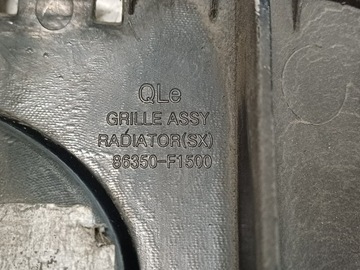 QLe
GRILLE ASSY
RADIATOR(SX)
86350-F1500